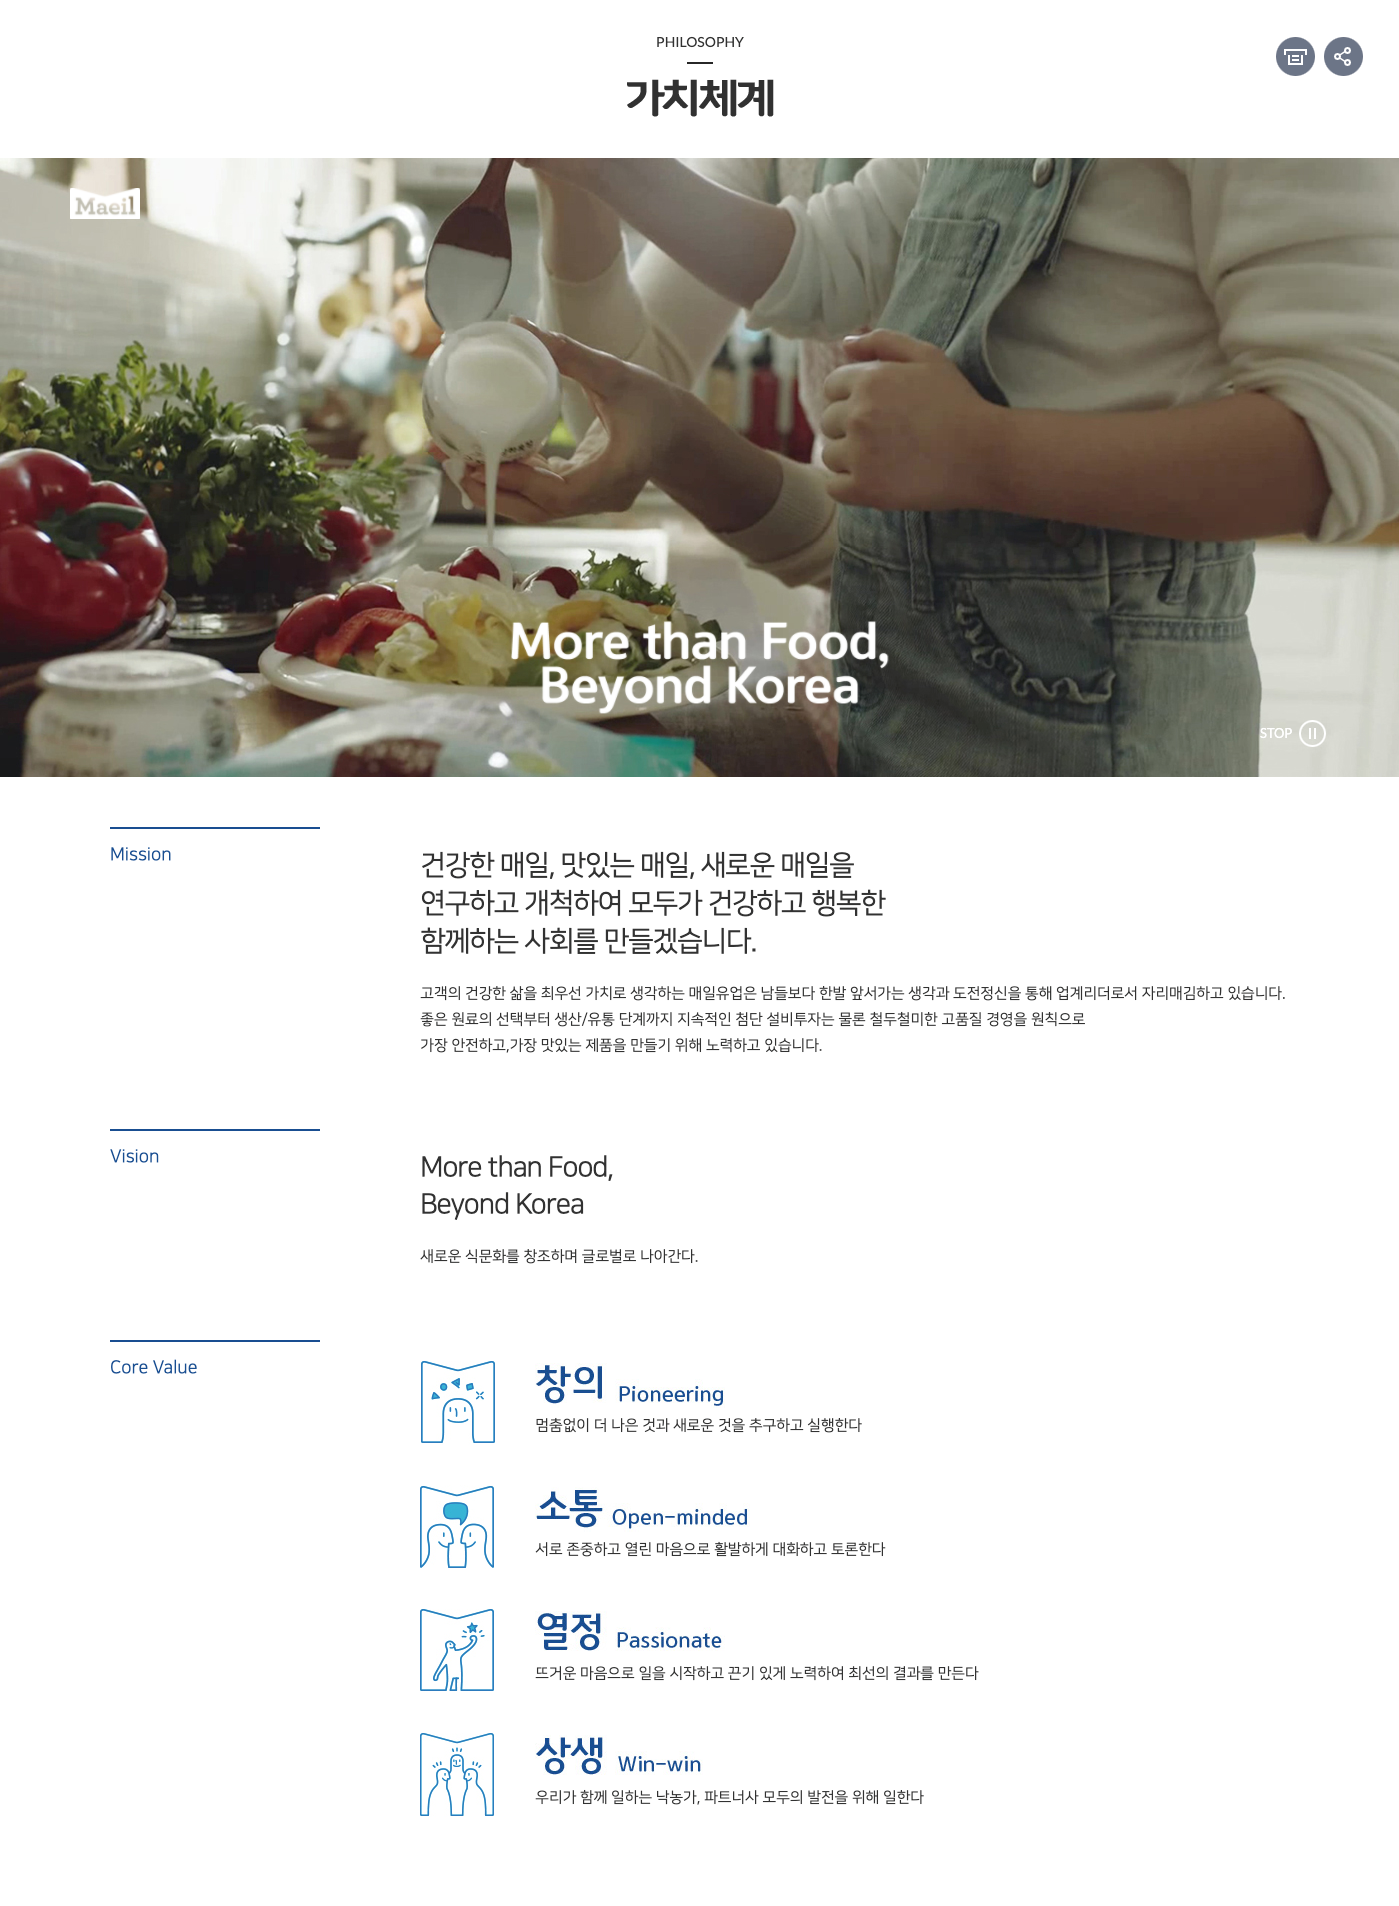 PHILOSOPHY
가치체계
Maeil
More than Food,
Beyond Korea
STOP
Mission
건강한 매일, 맛있는 매일, 새로운 매일을
연구하고 개척하여 모두가 건강하고 행복한
함께하는 사회를 만들겠습니다.
고객의 건강한 삶을 최우선 가치로 생각하는 매일유업은 남들보다 한발 앞서가는 생각과 도전정신을 통해 업계리더로서 자리매김하고 있습니다.
좋은 원료의 선택부터 생산/유통 단계까지 지속적인 첨단 설비투자는 물론 철두철미한 고품질 경영을 원칙으로
가장 안전하고,가장 맛있는 제품을 만들기 위해 노력하고 있습니다.
Vision
More than Food,
Beyond Korea
새로운 식문화를 창조하며 글로벌로 나아간다.
Core Value
창의 Pioneering
멈춤없이 더 나은 것과 새로운 것을 추구하고 실행한다
소통 Open-minded
서로 존중하고 열린 마음으로 활발하게 대화하고 토론한다
열정 Passionate
뜨거운 마음으로 일을 시작하고 끈기 있게 노력하여 최선의 결과를 만든다
상생 Win-win
우리가 함께 일하는 낙농가, 파트너사 모두의 발전을 위해 일한다